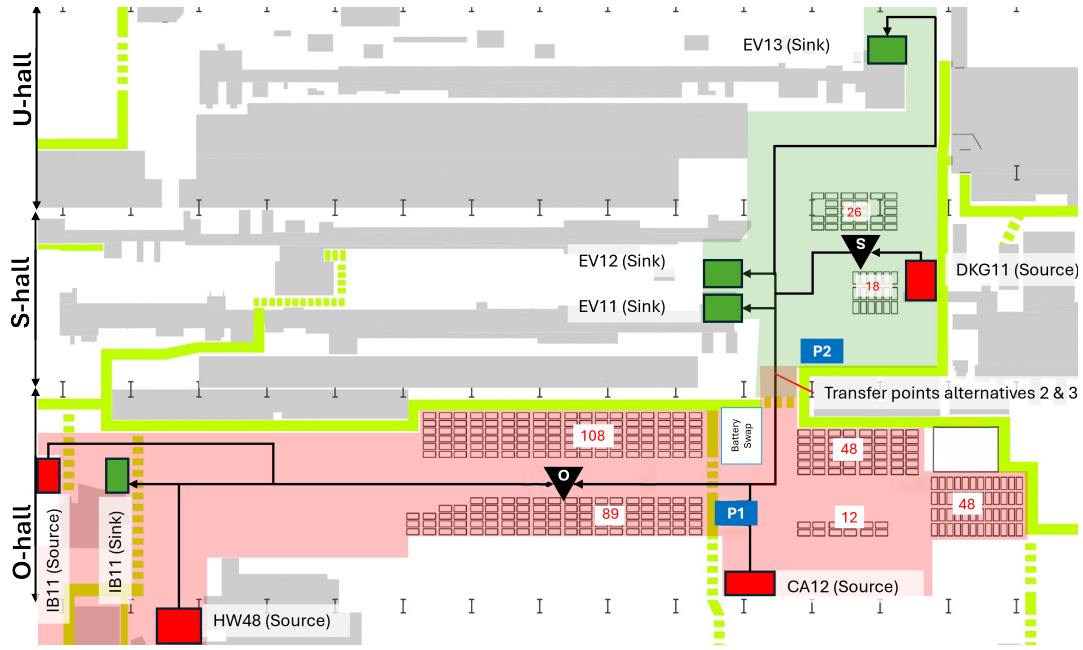 U-hall
EV13 (Sink)
26
S
S-hall
EV12 (Sink)
DKG11 (Source)
18
EV11 (Sink)
P2
Transfer points alternatives 2 & 3
108
Battery
Swap
48
O
O-hall
IB11 (Source)
IB11 (Sink)
89
P1
12
48
CA12 (Source)
HW48 (Source)